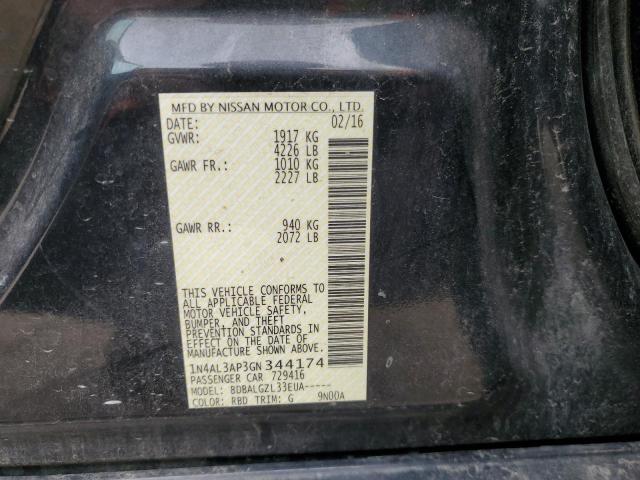 MFD BY NISSAN MOTOR CO., LTD.
DATE: 02/16
GVWR: 1917 KG
4226 LB
GAWR FR.: 1010 KG
2227 LB
GAWR RR.: 940 KG
2072 LB
THIS VEHICLE CONFORMS TO
ALL APPLICABLE FEDERAL
MOTOR VEHICLE SAFETY,
BUMPER, AND THEFT
PREVENTION STANDARDS IN
EFFECT ON THE DATE OF
MANUFACTURE SHOWN ABOVE.
1N4AL3AP3GN344174
PASSENGER CAR 729416
MODEL: BDBALGZL33EUA-----
COLOR: RBD TRIM: G 9N00A